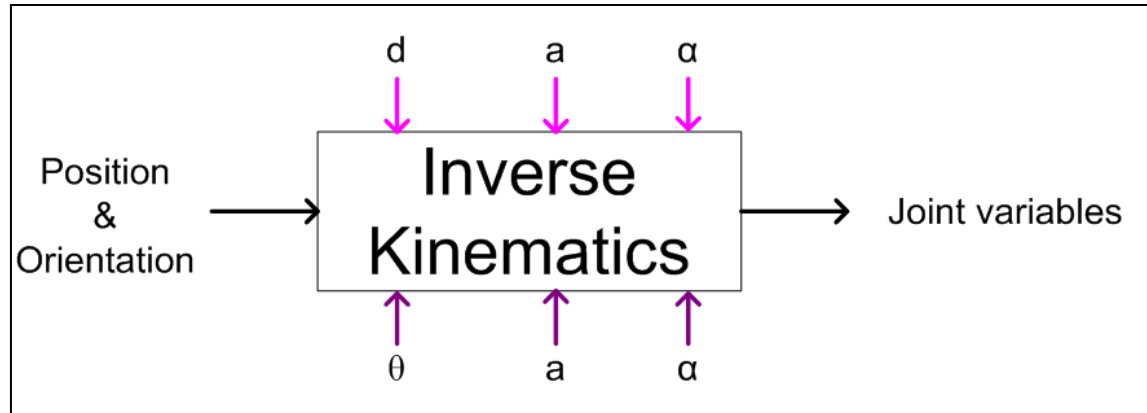 d a α
Position
&
Orientation
Inverse
Kinematics
Joint variables
θ a α